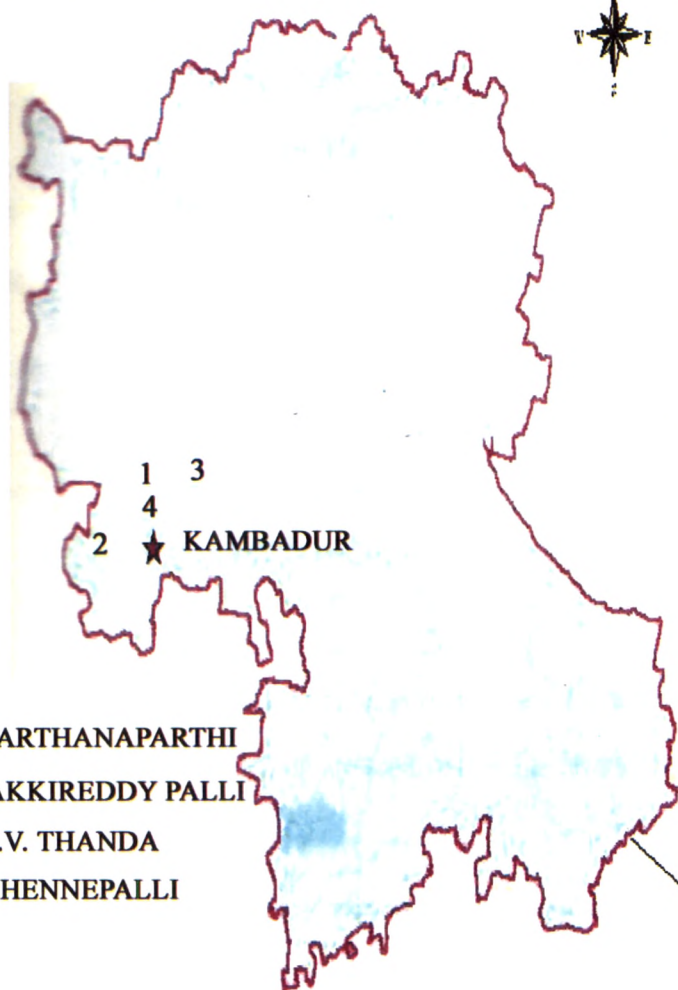 E
1 3
4
2 KAMBADUR
ARTHANAPARTHI
AKKIREDDY PALLI
.V. THANDA
HENNEPALLI